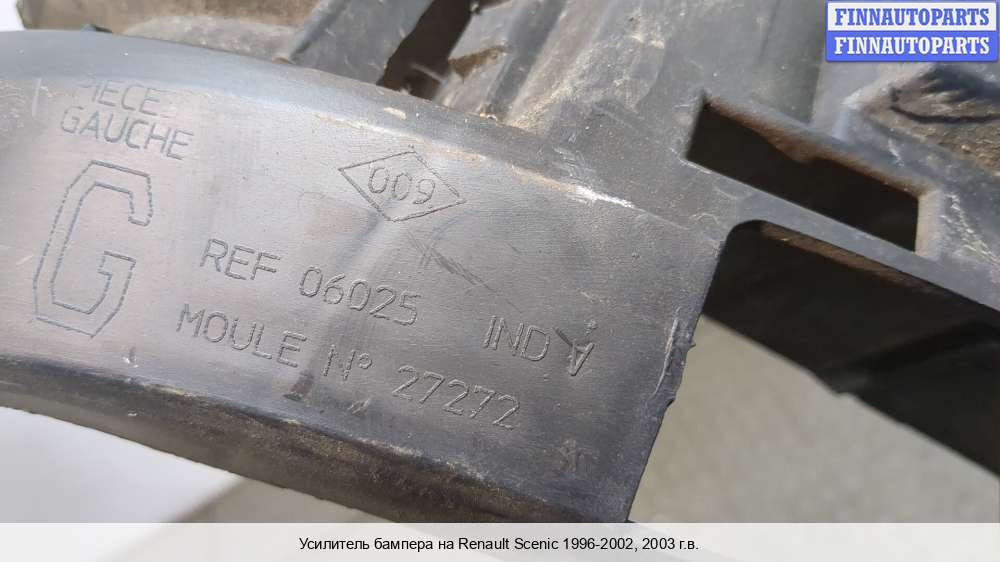 FINNAUTOPARTS
FINNAUTOPARTS
PIECE
GAUCHE
G
009
REF 06025 IND A
MOULE N° 27272
Усилитель бампера на Renault Scenic 1996-2002, 2003 г.в.